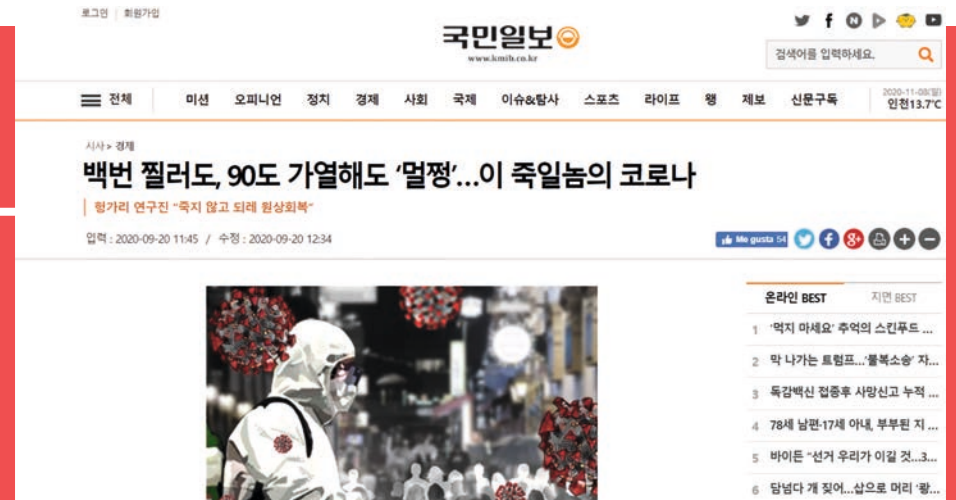 로그인 회원가입
국민일보
www.kmib.co.kr
검색어를 입력하세요.
전체 미션 오피니언 정치 경제 사회 국제 이슈&탐사 스포츠 라이프 영 제보 신문구독
2020-11-08(일)
인천13.7℃
시사 > 경제
백번 찔러도, 90도 가열해도 ‘멀쩡’…이 죽일놈의 코로나
헝가리 연구진 “죽지 않고 되레 원상회복”
입력 : 2020-09-20 11:45 / 수정 : 2020-09-20 12:34
Me gusta 54
온라인 BEST 지면 BEST
1 ‘먹지 마세요’ 추억의 스킨푸드 ...
2 막 나가는 트럼프…‘불복소송’ 자...
3 독감백신 접종후 사망신고 누적 ...
4 78세 남편·17세 아내, 부부된 지 ...
5 바이든 “선거 우리가 이길 것…3...
6 담넘다 개 짖어…삽으로 머리 ‘쾅...